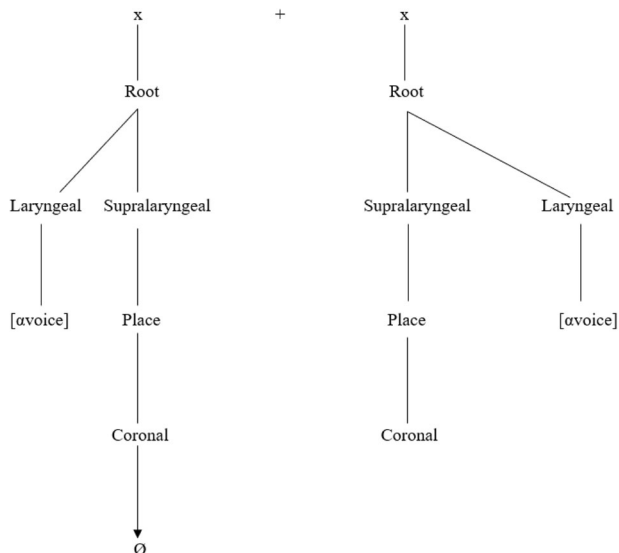 x + x
Root Root
Laryngeal Supralaryngeal Supralaryngeal Laryngeal
[αvoice] Place Place [αvoice]
Coronal Coronal
Ø